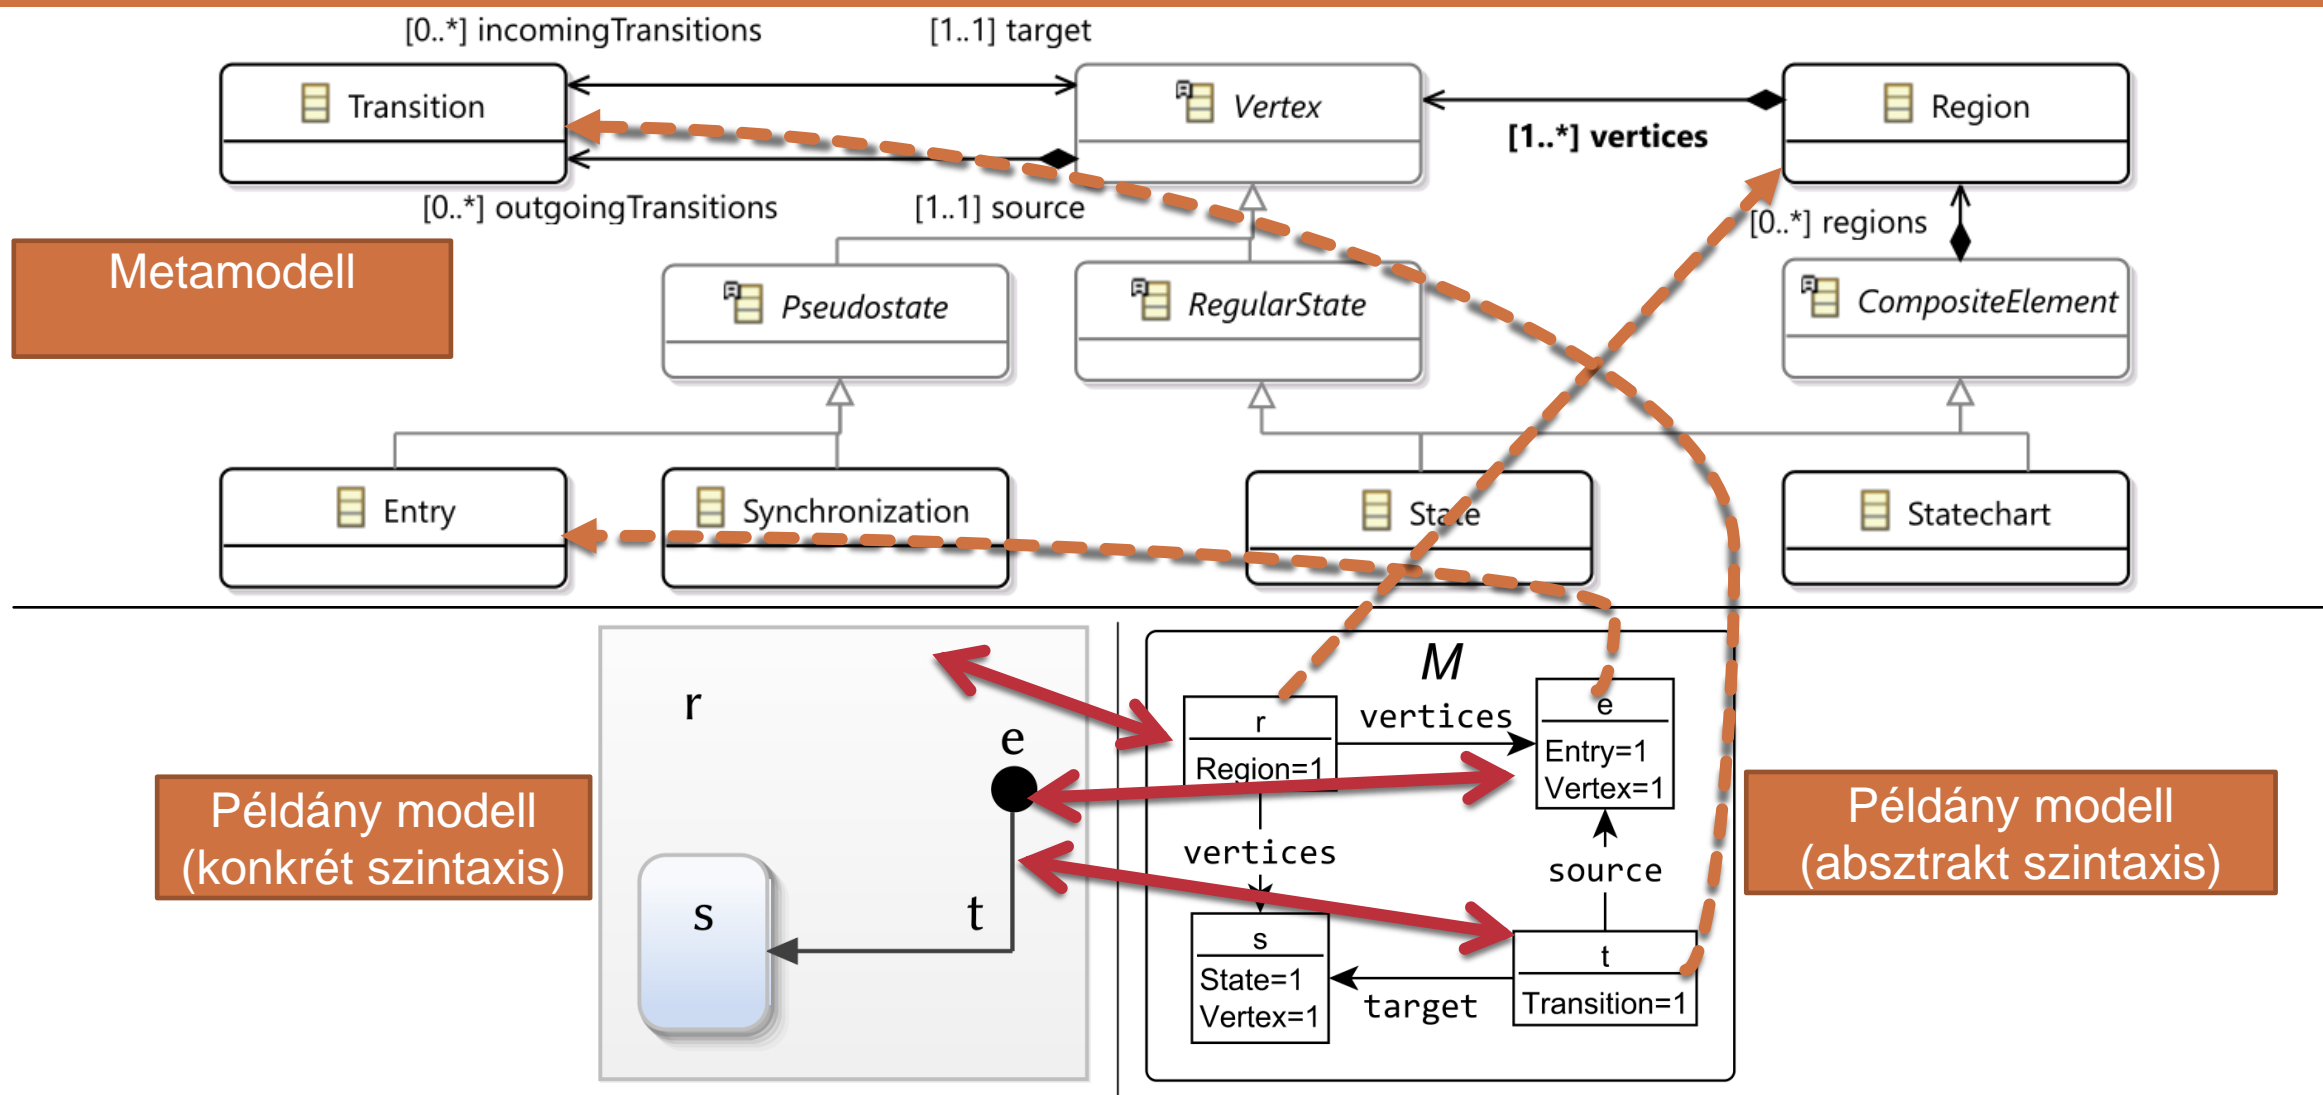 [0..*] incomingTransitions
[1..1] target
Transition
Vertex
Region
[1..*] vertices
[0..*] outgoingTransitions
[1..1] source
[0..*] regions
Metamodell
Pseudostate
RegularState
CompositeElement
Entry
Synchronization
State
Statechart
M
r
e
r
vertices
e
Region=1
Entry=1
Vertex=1
Példány modell
(konkrét szintaxis)
Példány modell
(absztrakt szintaxis)
vertices
source
s
t
s
State=1
Vertex=1
target
t
Transition=1